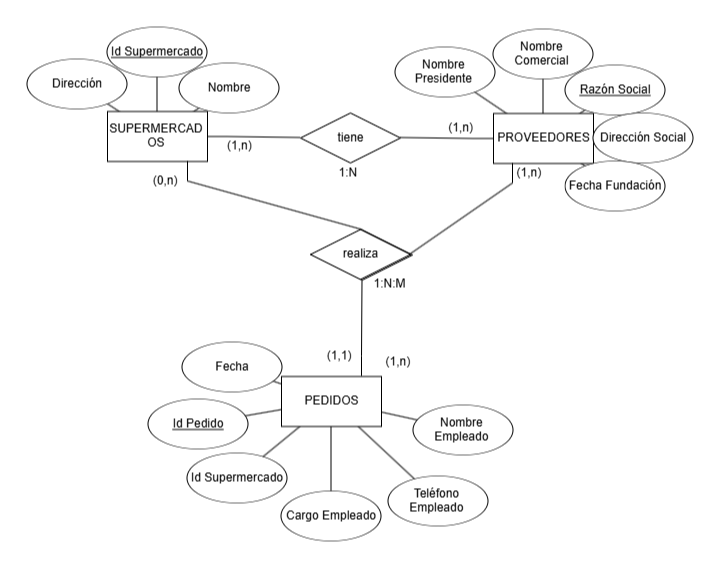 Id Supermercado
Dirección
Nombre
SUPERMERCAD
OS
Nombre
Presidente
Nombre
Comercial
Razón Social
PROVEEDORES
Dirección Social
Fecha Fundación
tiene
(1,n)
(1,n)
1:N
(0,n)
(1,n)
realiza
1:N:M
(1,1)
(1,n)
Fecha
PEDIDOS
Id Pedido
Nombre
Empleado
Id Supermercado
Teléfono
Empleado
Cargo Empleado